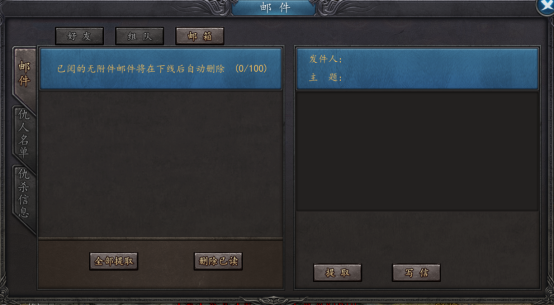 邮 件
好友 组队 邮箱
邮件
仇人名单
仇杀信息
已阅的无附件邮件将在下线后自动删除 (0/100)
全部提取 删除已读
发件人:
主 题:
提取 写信